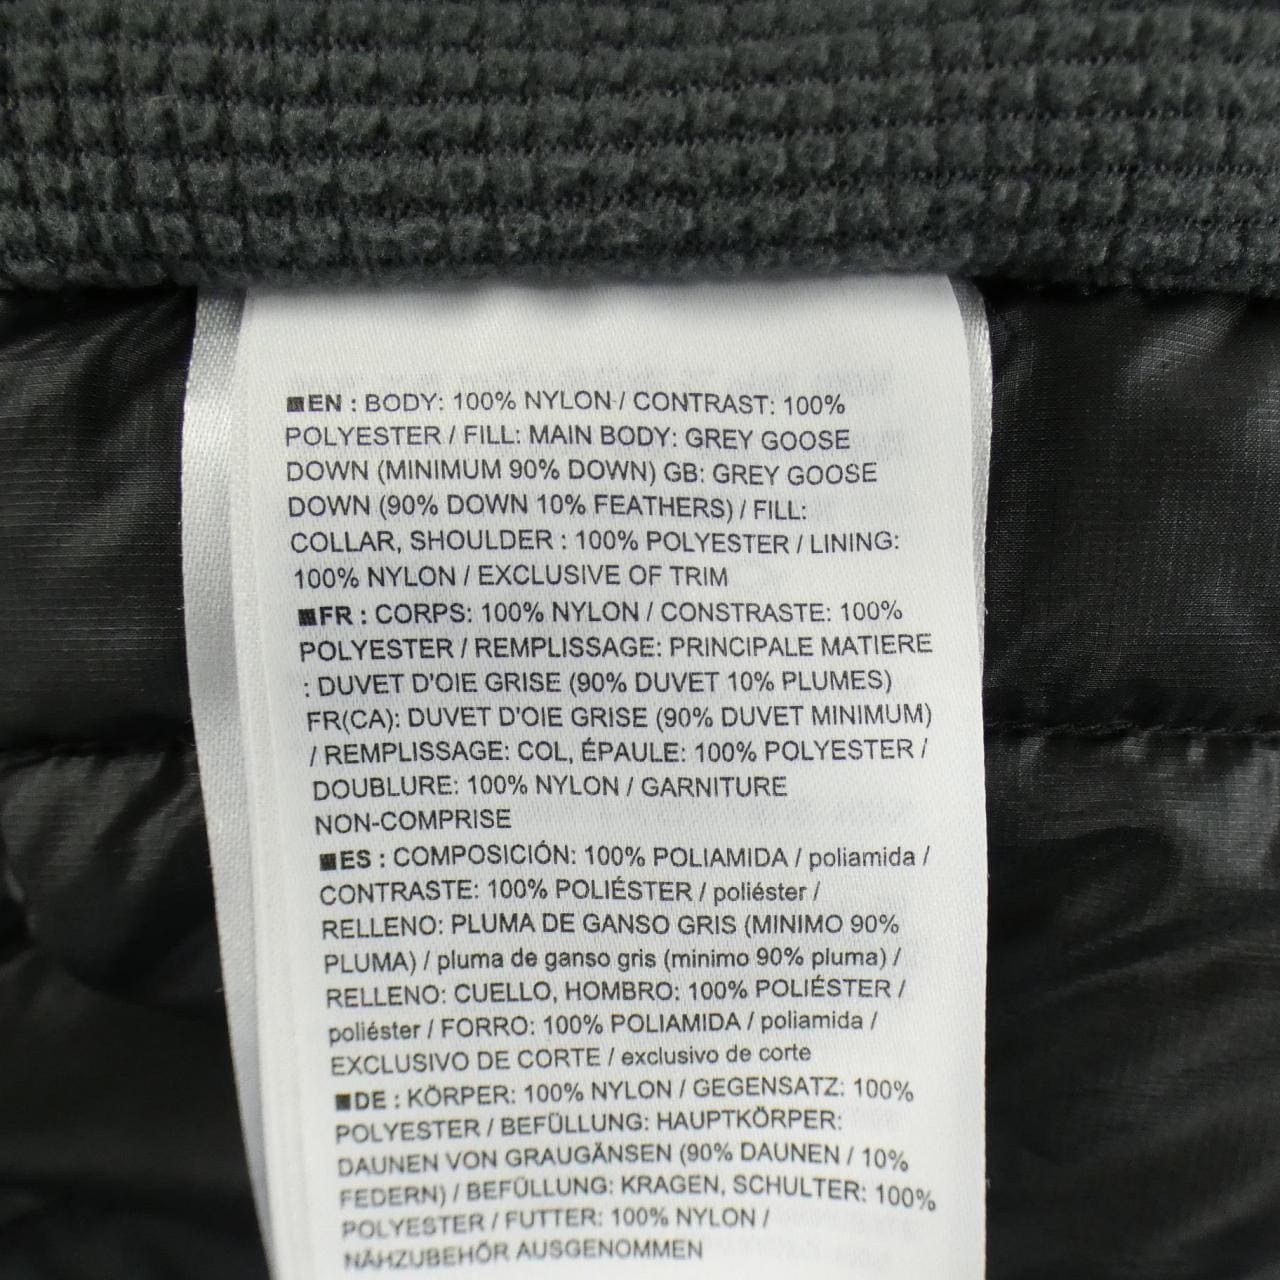 ■EN : BODY: 100% NYLON / CONTRAST: 100%
POLYESTER / FILL: MAIN BODY: GREY GOOSE
DOWN (MINIMUM 90% DOWN) GB: GREY GOOSE
DOWN (90% DOWN 10% FEATHERS) / FILL:
COLLAR, SHOULDER : 100% POLYESTER / LINING:
100% NYLON / EXCLUSIVE OF TRIM
■FR : CORPS: 100% NYLON / CONSTRASTE: 100%
POLYESTER / REMPLISSAGE: PRINCIPALE MATIERE
: DUVET D'OIE GRISE (90% DUVET 10% PLUMES)
FR(CA): DUVET D'OIE GRISE (90% DUVET MINIMUM)
/ REMPLISSAGE: COL, ÉPAULE: 100% POLYESTER /
DOUBLURE: 100% NYLON / GARNITURE
NON-COMPRISE
■ES : COMPOSICIÓN: 100% POLIAMIDA / poliamida /
CONTRASTE: 100% POLIÉSTER / poliéster /
RELLENO: PLUMA DE GANSO GRIS (MINIMO 90%
PLUMA) / pluma de ganso gris (minimo 90% pluma) /
RELLENO: CUELLO, HOMBRO: 100% POLIÉSTER /
poliéster / FORRO: 100% POLIAMIDA / poliamida /
EXCLUSIVO DE CORTE / exclusivo de corte
■DE : KÖRPER: 100% NYLON / GEGENSATZ: 100%
POLYESTER / BEFÜLLUNG: HAUPTKÖRPER:
DAUNEN VON GRAUGÄNSEN (90% DAUNEN / 10%
FEDERN) / BEFÜLLUNG: KRAGEN, SCHULTER: 100%
POLYESTER / FUTTER: 100% NYLON /
NÄHZUBEHÖR AUSGENOMMEN